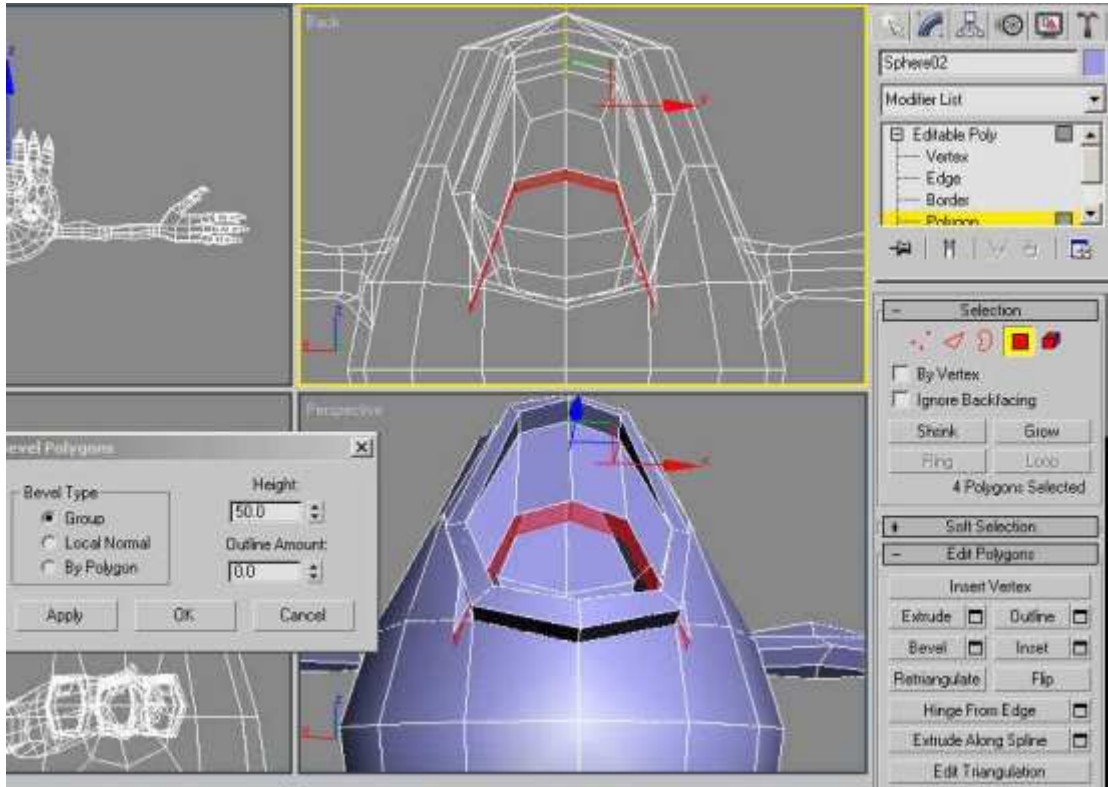 Back
Perspective
Bevel Polygons
Bevel Type
Group
Local Normal
By Polygon
Height:
50.0
Outline Amount:
0.0
Apply
OK
Cancel
Sphere02
Modifier List
Editable Poly
Vertex
Edge
Border
Polygon
Selection
By Vertex
Ignore Backfacing
Shrink
Grow
Ring
Loop
4 Polygons Selected
Soft Selection
Edit Polygons
Insert Vertex
Extrude
Outline
Bevel
Inset
Retriangulate
Flip
Hinge From Edge
Extrude Along Spline
Edit Triangulation
z
x
z
z
x